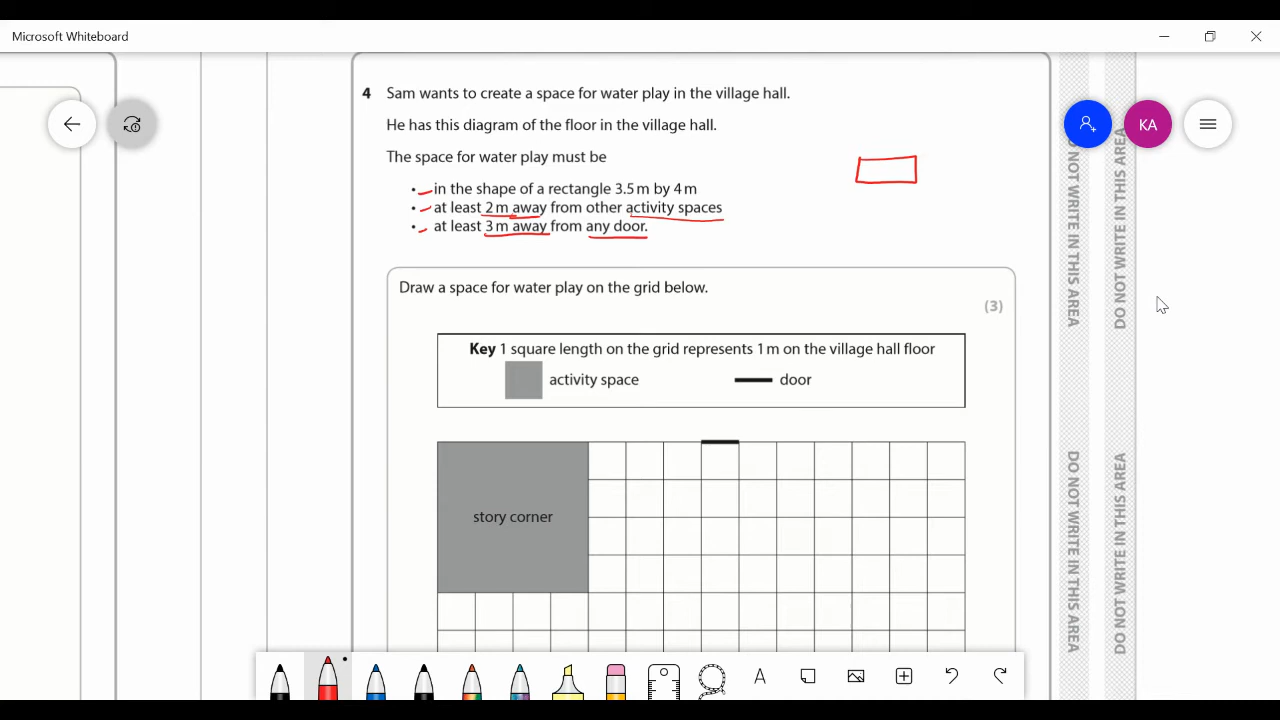 Microsoft Whiteboard
4 Sam wants to create a space for water play in the village hall.
He has this diagram of the floor in the village hall.
The space for water play must be
• in the shape of a rectangle 3.5 m by 4 m
• at least 2 m away from other activity spaces
• at least 3 m away from any door.
KA
DO NOT WRITE IN THIS AREA
DO NOT WRITE IN THIS AREA
Draw a space for water play on the grid below.
(3)
Key 1 square length on the grid represents 1 m on the village hall floor
activity space
door
story corner
DO NOT WRITE IN THIS AREA
DO NOT WRITE IN THIS AREA
A